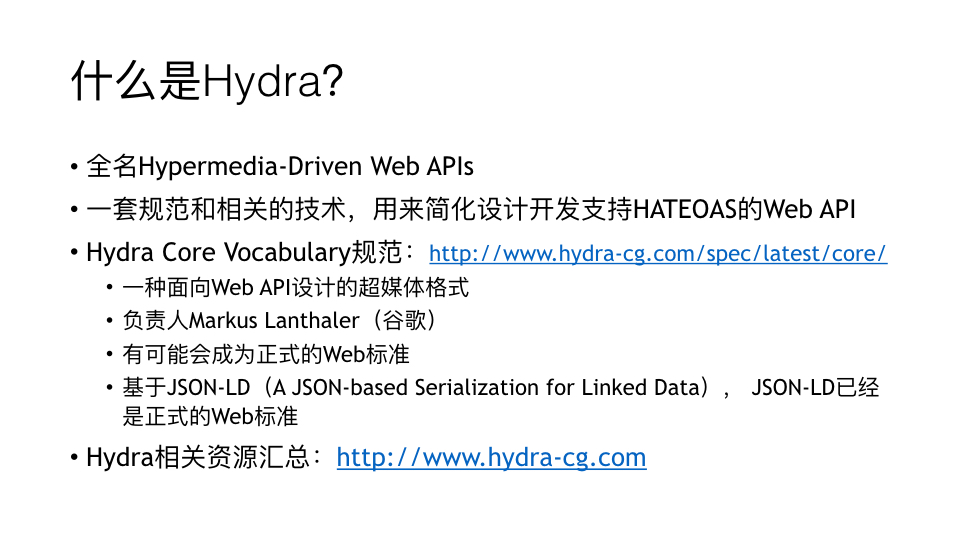 什么是Hydra?
• 全名Hypermedia-Driven Web APIs
• 一套规范和相关的技术，用来简化设计开发支持HATEOAS的Web API
• Hydra Core Vocabulary规范：http://www.hydra-cg.com/spec/latest/core/
• 一种面向Web API设计的超媒体格式
• 负责人Markus Lanthaler（谷歌）
• 有可能会成为正式的Web标准
• 基于JSON-LD（A JSON-based Serialization for Linked Data）， JSON-LD已经
是正式的Web标准
• Hydra相关资源汇总：http://www.hydra-cg.com